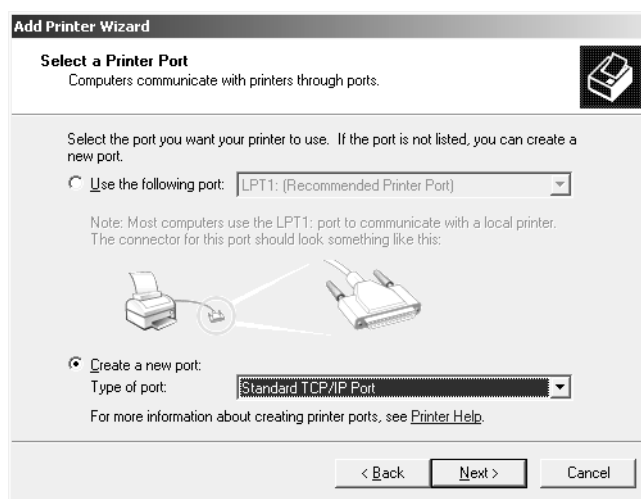 Add Printer Wizard
Select a Printer Port
Computers communicate with printers through ports.
Select the port you want your printer to use. If the port is not listed, you can create a
new port.
Use the following port: LPT1: (Recommended Printer Port)
Note: Most computers use the LPT1: port to communicate with a local printer.
The connector for this port should look something like this:
Create a new port:
Type of port: Standard TCP/IP Port
For more information about creating printer ports, see Printer Help.
< Back Next > Cancel